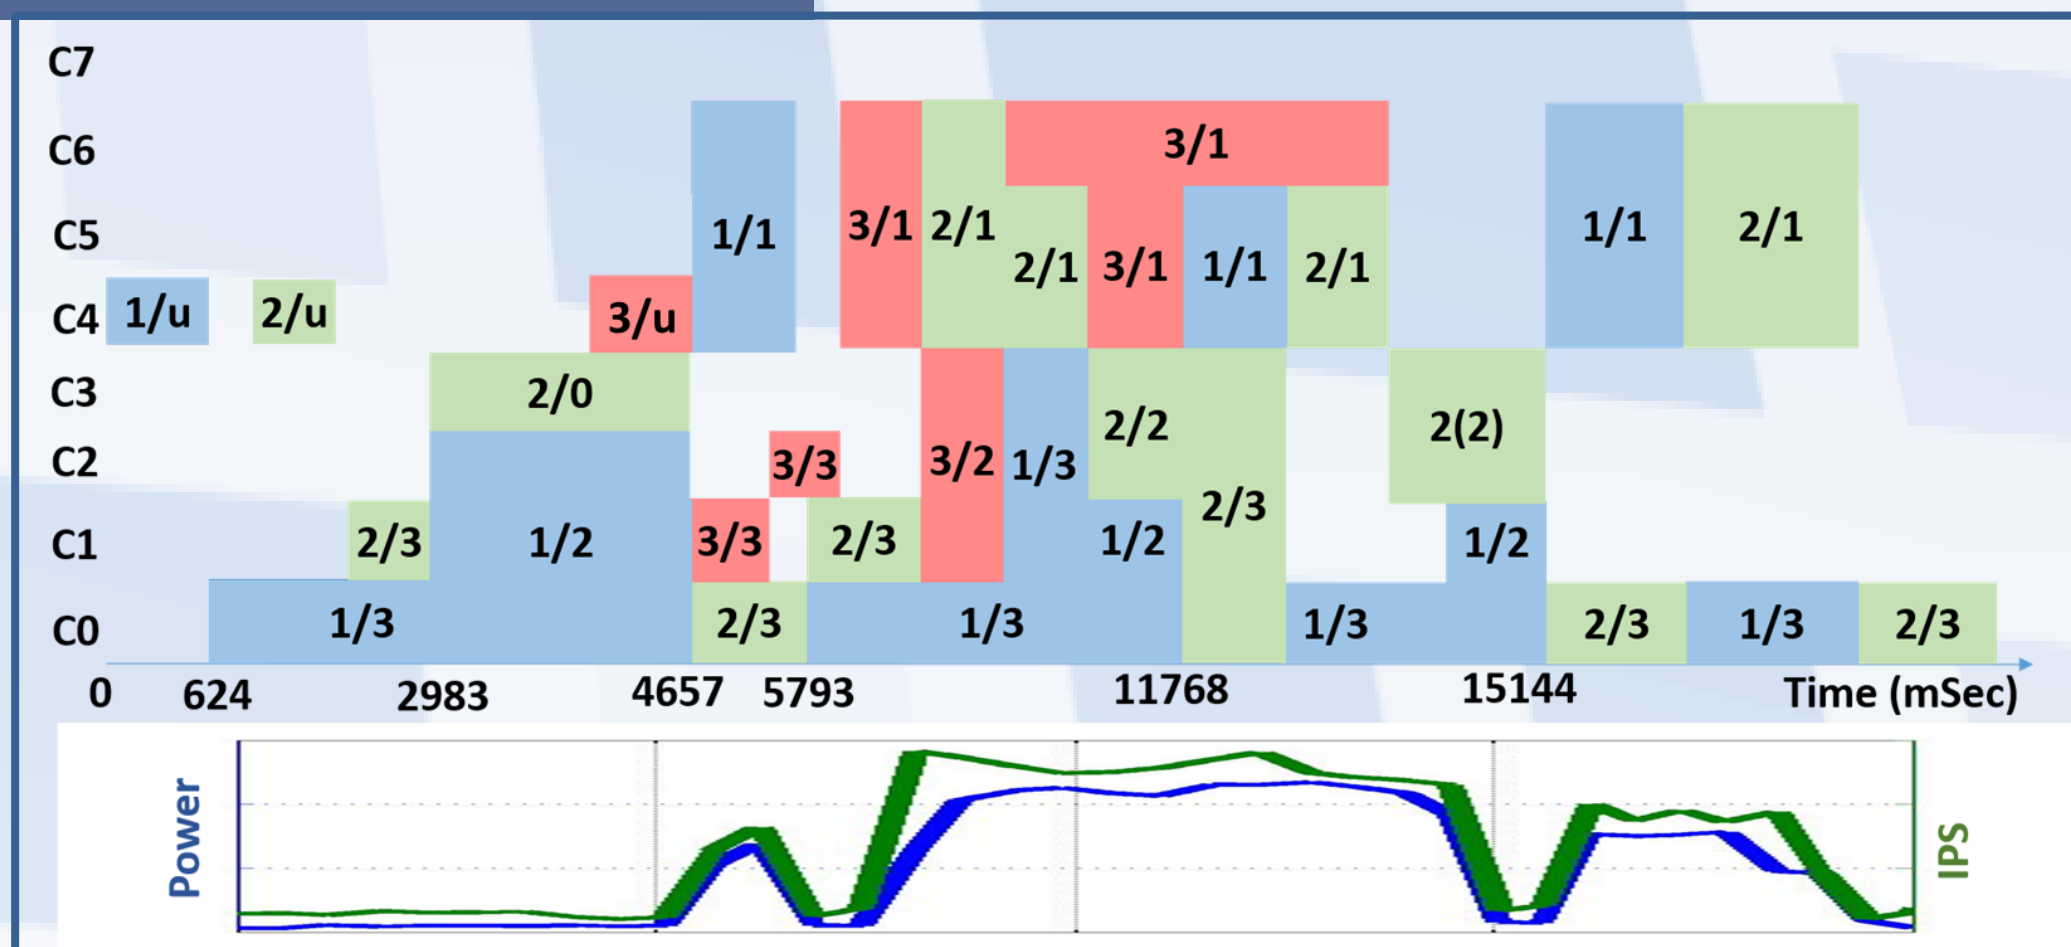 C7
C6
3/1
C5
1/1
3/1
2/1
2/1
3/1
1/1
2/1
1/1
2/1
C4
1/u
2/u
3/u
C3
2/0
2/2
2(2)
C2
3/3
3/2
1/3
2/3
C1
2/3
1/2
3/3
2/3
1/2
1/2
C0
1/3
2/3
1/3
1/3
2/3
1/3
2/3
0
624
2983
4657
5793
11768
15144
Time (mSec)
Power
IPS